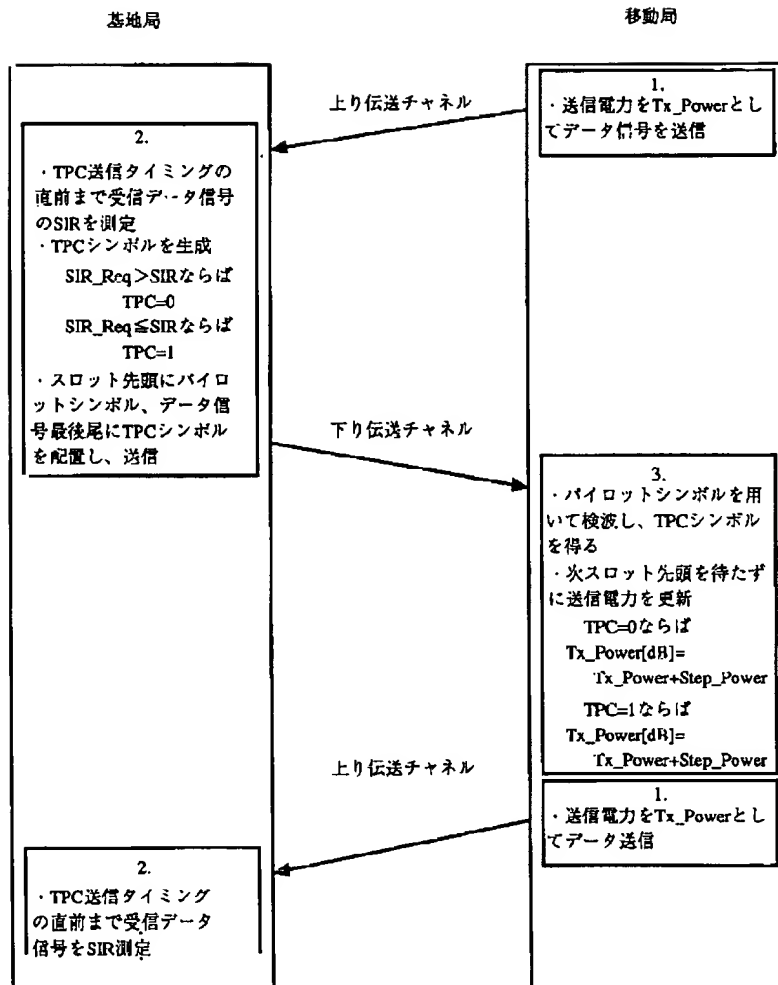 基地局
移動局
1.
・送信電力をTx_Powerとし
てデータ信号を送信
上り伝送チャネル
2.
・TPC送信タイミングの
直前まで受信データ信号
のSIRを測定
・TPCシンボルを生成
SIR_Req>SIRならば
TPC=0
SIR_Req≦SIRならば
TPC=1
・スロット先頭にパイロ
ットシンボル、データ信
号最後尾にTPCシンボル
を配置し、送信
下り伝送チャネル
3.
・パイロットシンボルを用
いて検波し、TPCシンボル
を得る
・次スロット先頭を待たず
に送信電力を更新
TPC=0ならば
Tx_Power[dB]=
Tx_Power+Step_Power
TPC=1ならば
Tx_Power[dB]=
Tx_Power+Step_Power
上り伝送チャネル
1.
・送信電力をTx_Powerとし
てデータ送信
2.
・TPC送信タイミング
の直前まで受信データ
信号をSIR測定